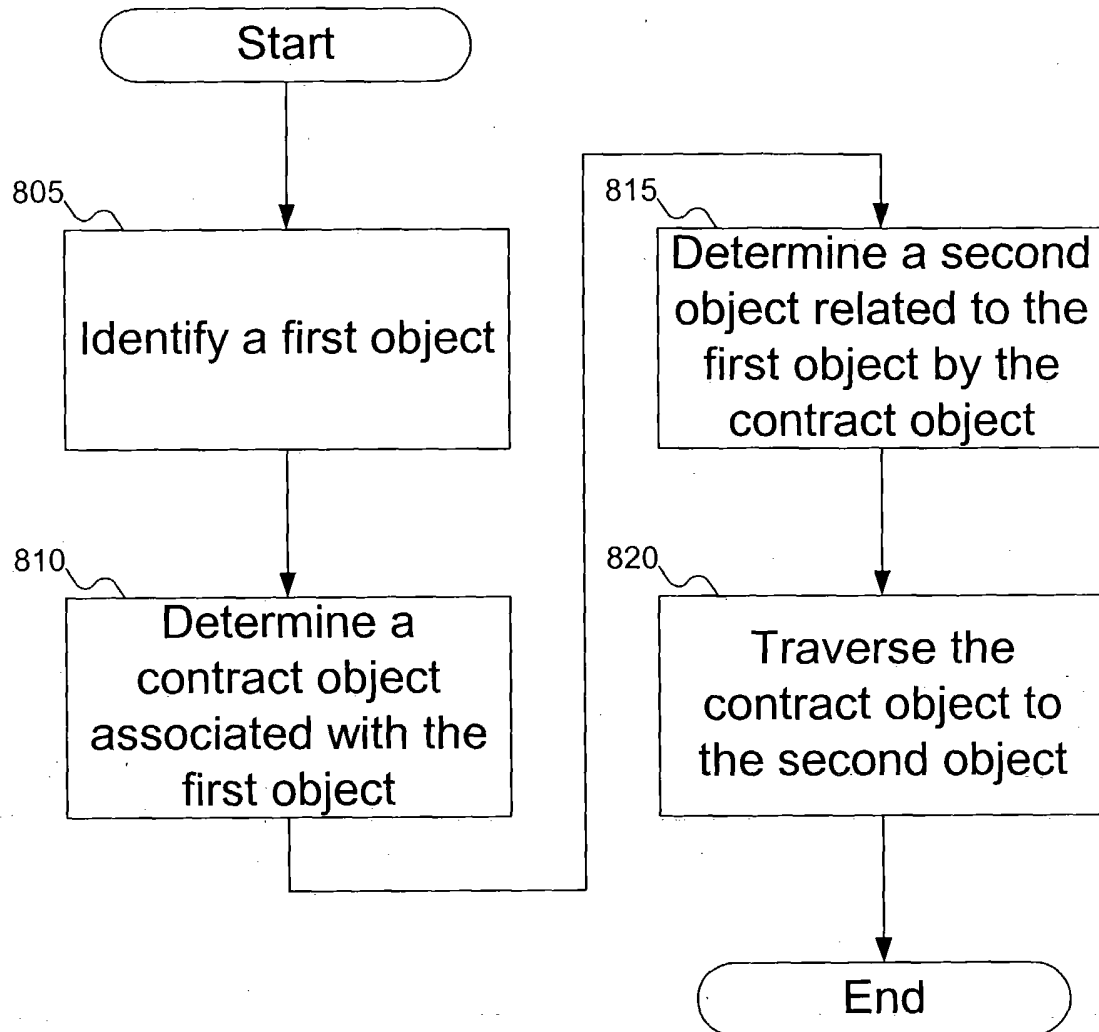 Start
805
Identify a first object
810
Determine a
contract object
associated with the
first object
815
Determine a second
object related to the
first object by the
contract object
820
Traverse the
contract object to
the second object
End